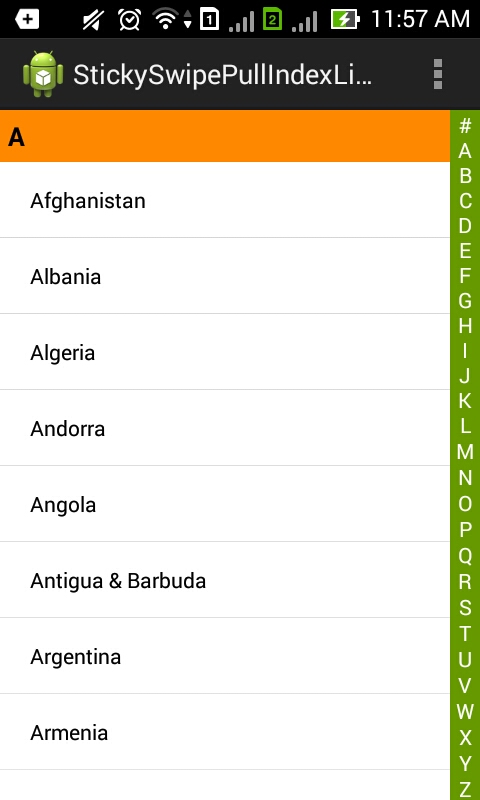 1 2 11:57 AM
StickySwipePullIndexLi...
A
Afghanistan
Albania
Algeria
Andorra
Angola
Antigua & Barbuda
Argentina
Armenia
#
A
B
C
D
E
F
G
H
I
J
K
L
M
N
O
P
Q
R
S
T
U
V
W
X
Y
Z